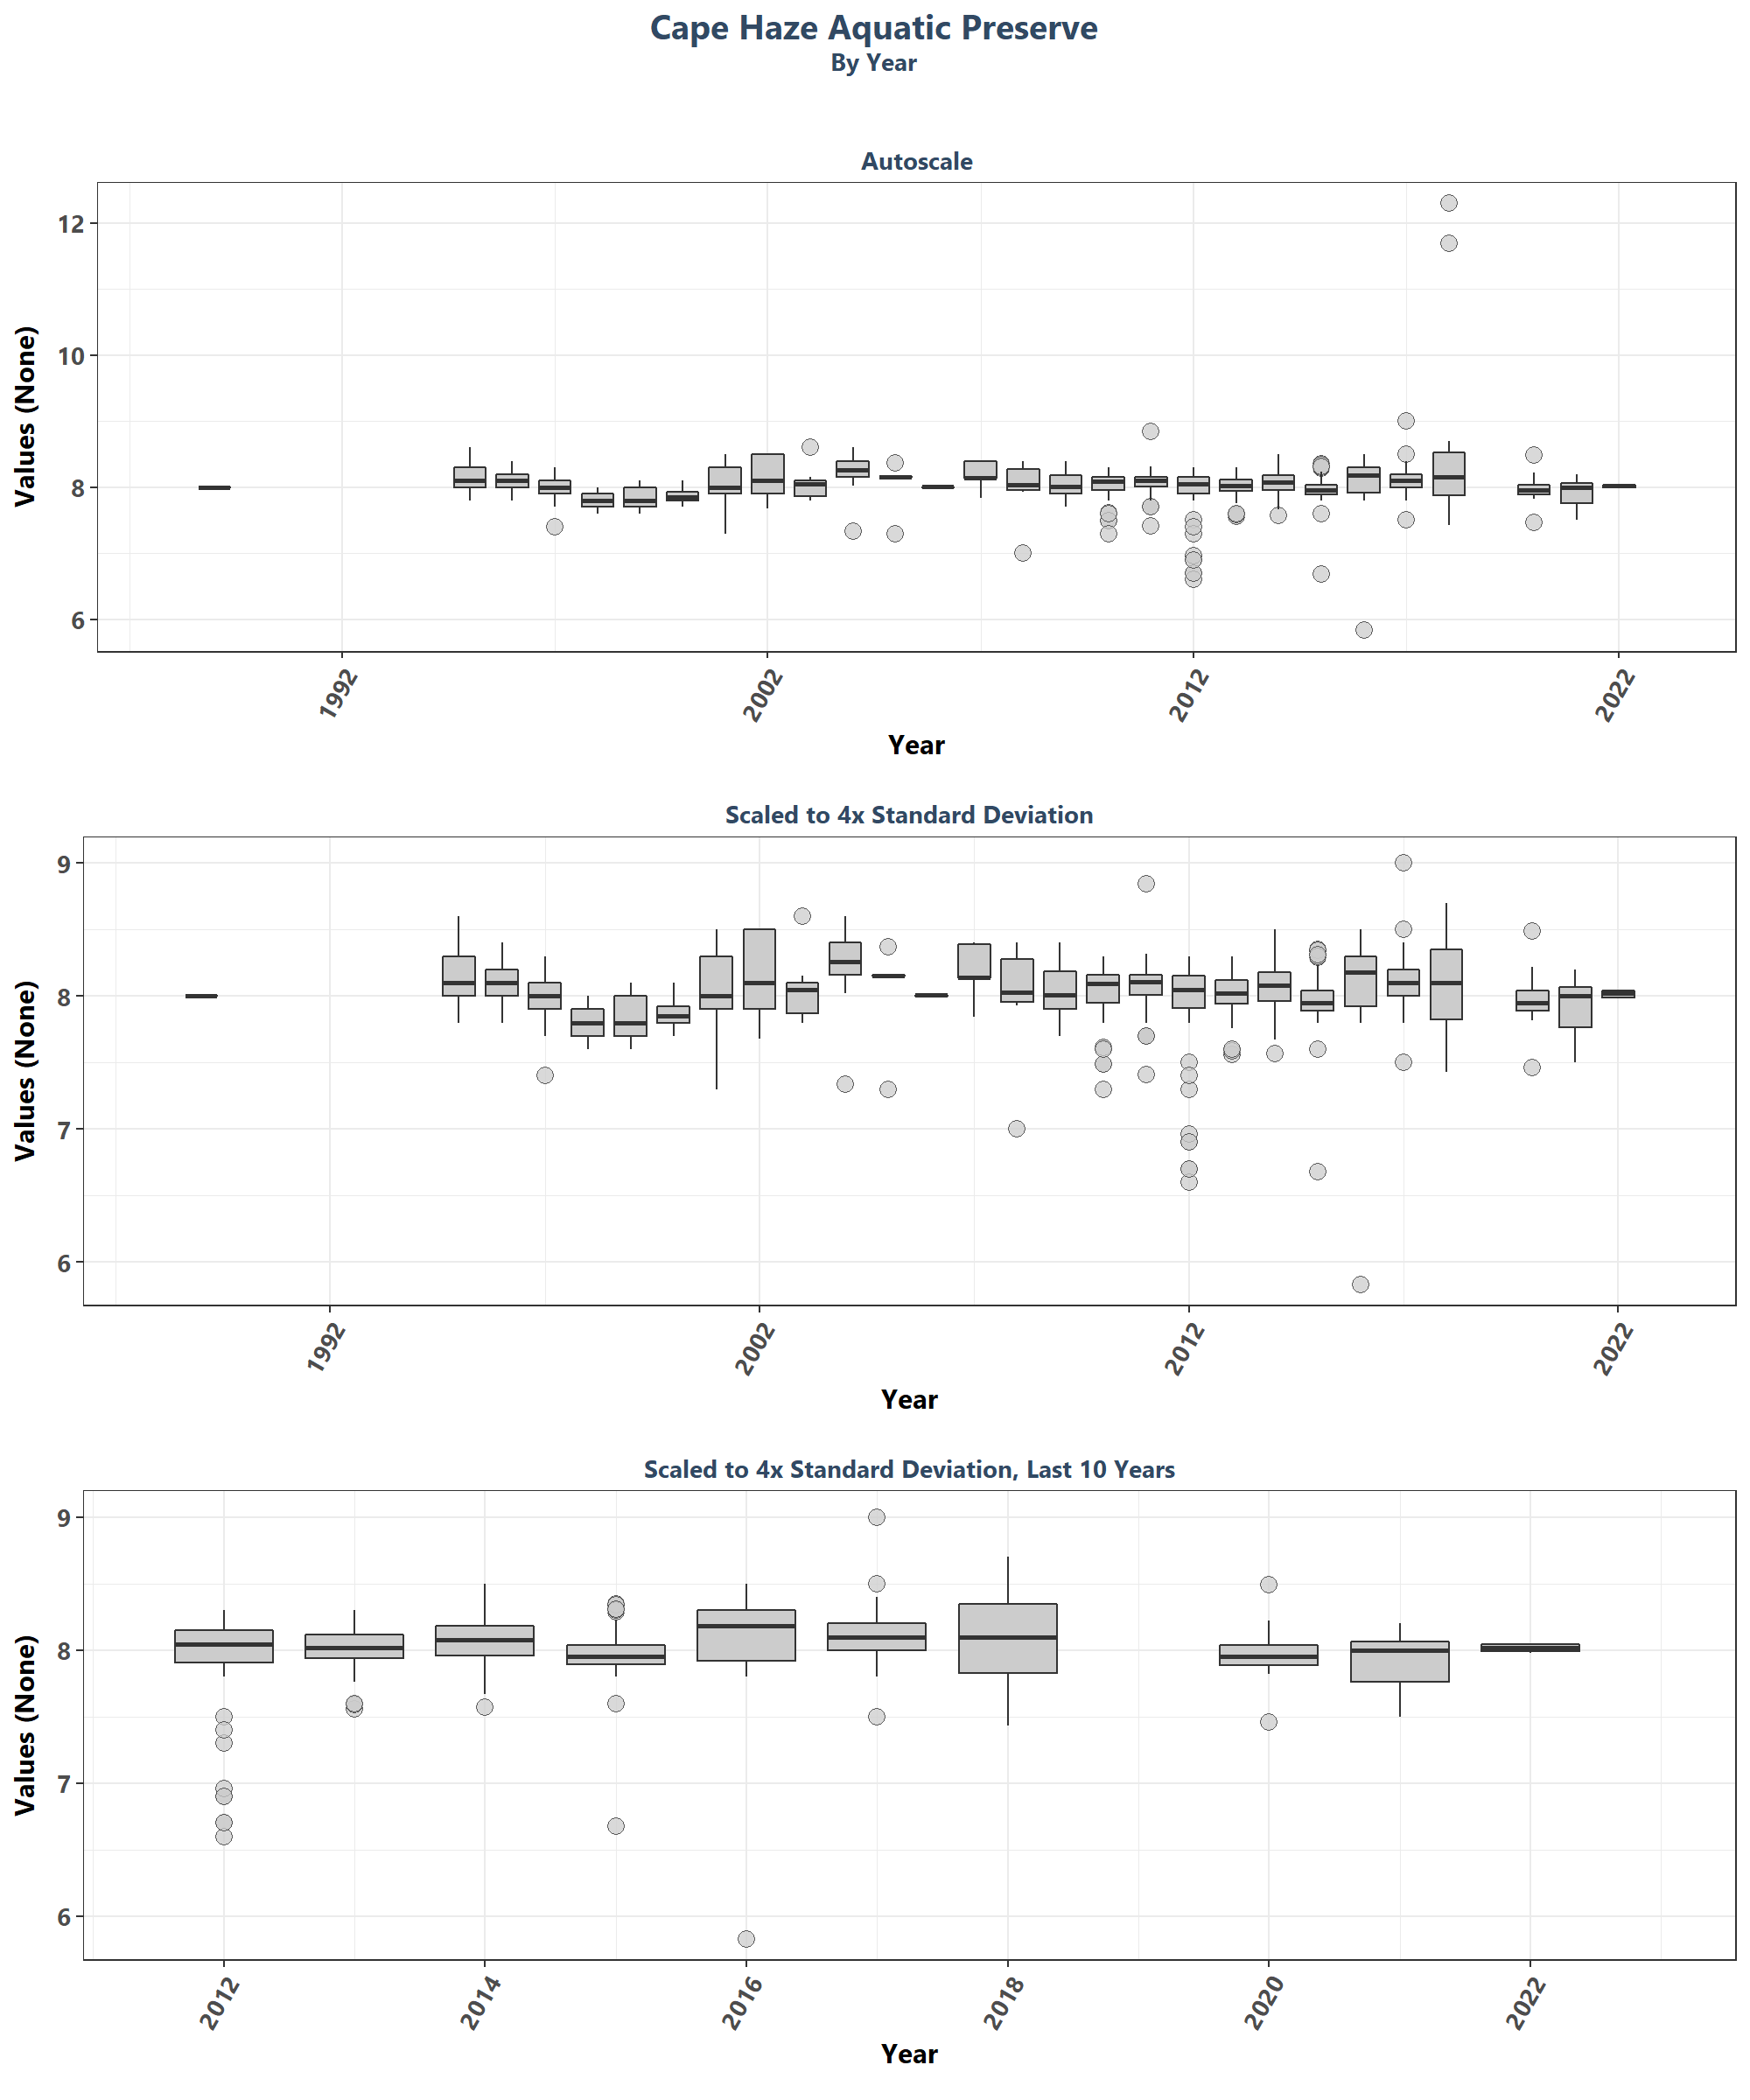 Cape Haze Aquatic Preserve
By Year
Autoscale
Values (None)
12
10
8
6
1992
2002
2012
2022
Year
Scaled to 4x Standard Deviation
Values (None)
9
8
7
6
1992
2002
2012
2022
Year
Scaled to 4x Standard Deviation, Last 10 Years
Values (None)
9
8
7
6
2012
2014
2016
2018
2020
2022
Year